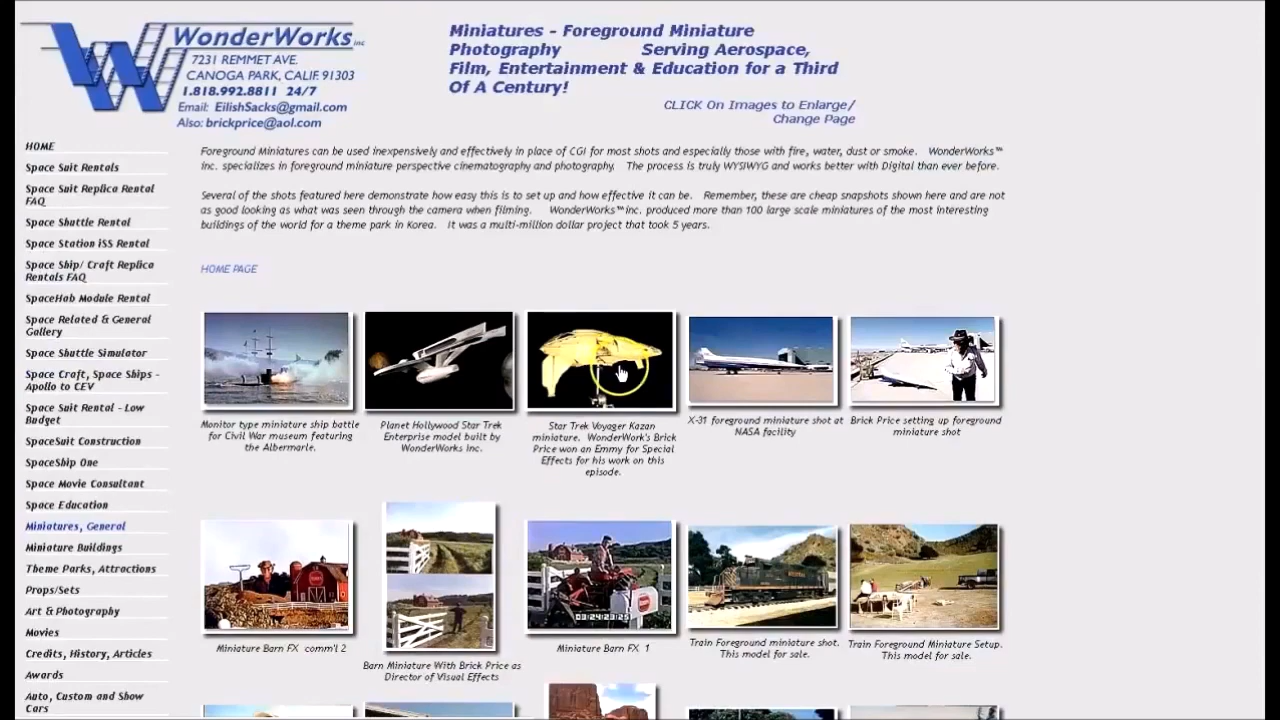 WonderWorks inc
7231 REMMET AVE.
CANOGA PARK, CALIF. 91303
1.818.992.8811 24/7
Email: EilishSacks@gmail.com
Also: brickprice@aol.com
Miniatures - Foreground Miniature
Photography Serving Aerospace,
Film, Entertainment & Education for a Third
Of A Century!
CLICK On Images to Enlarge/
Change Page
HOME
Space Suit Rentals
Space Suit Replica Rental
FAQ
Space Shuttle Rental
Space Station iSS Rental
Space Ship/ Craft Replica
Rentals FAQ
SpaceHab Module Rental
Space Related & General
Gallery
Space Shuttle Simulator
Space Craft, Space Ships -
Apollo to CEV
Space Suit Rental - Low
Budget
SpaceSuit Construction
SpaceShip One
Space Movie Consultant
Space Education
Miniatures, General
Miniature Buildings
Theme Parks, Attractions
Props/Sets
Art & Photography
Movies
Credits, History, Articles
Awards
Auto, Custom and Show
Cars
Foreground Miniatures can be used inexpensively and effectively in place of CGI for most shots and especially those with fire, water, dust or smoke. WonderWorks™
inc. specializes in foreground miniature perspective cinematography and photography. The process is truly WYSIWYG and works better with Digital than ever before.
Several of the shots featured here demonstrate how easy this is to set up and how effective it can be. Remember, these are cheap snapshots shown here and are not
as good looking as what was seen through the camera when filming. WonderWorks™ inc. produced more than 100 large scale miniatures of the most interesting
buildings of the world for a theme park in Korea. It was a multi-million dollar project that took 5 years.
HOME PAGE
Monitor type miniature ship battle
for Civil War museum featuring
the Albermarle.
Planet Hollywood Star Trek
Enterprise model built by
WonderWorks Inc.
Star Trek Voyager Kazan
miniature. WonderWork's Brick
Price won an Emmy for Special
Effects for his work on this
episode.
X-31 foreground miniature shot at
NASA facility
Brick Price setting up foreground
miniature shot
Miniature Barn FX comm'l 2
Barn Miniature With Brick Price as
Director of Visual Effects
Miniature Barn FX 1
Train Foreground miniature shot.
This model for sale.
Train Foreground Miniature Setup.
This model for sale.